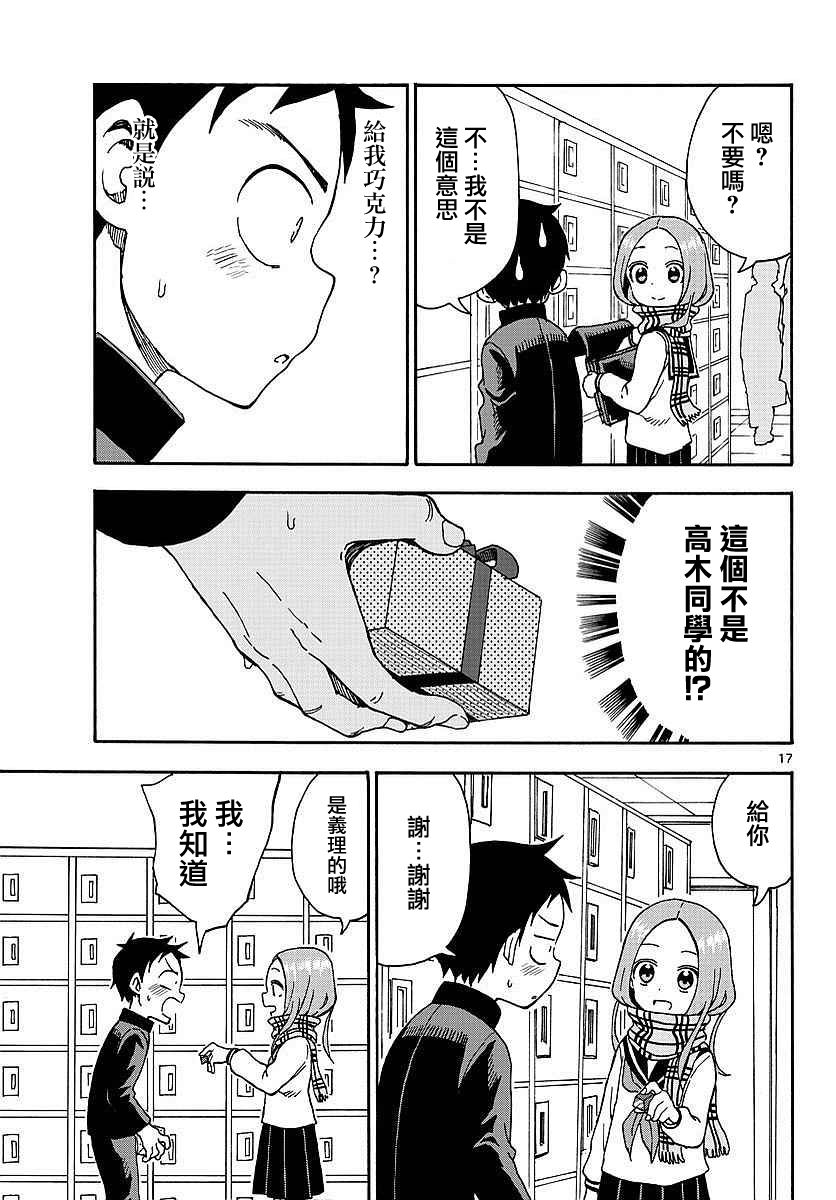 嗯?
不要嗎?
不…我不是
這個意思
給我巧克力…?
就是說…
這個不是
高木同學的!?
17
給你
謝…謝謝
是義理的哦
我…
我知道